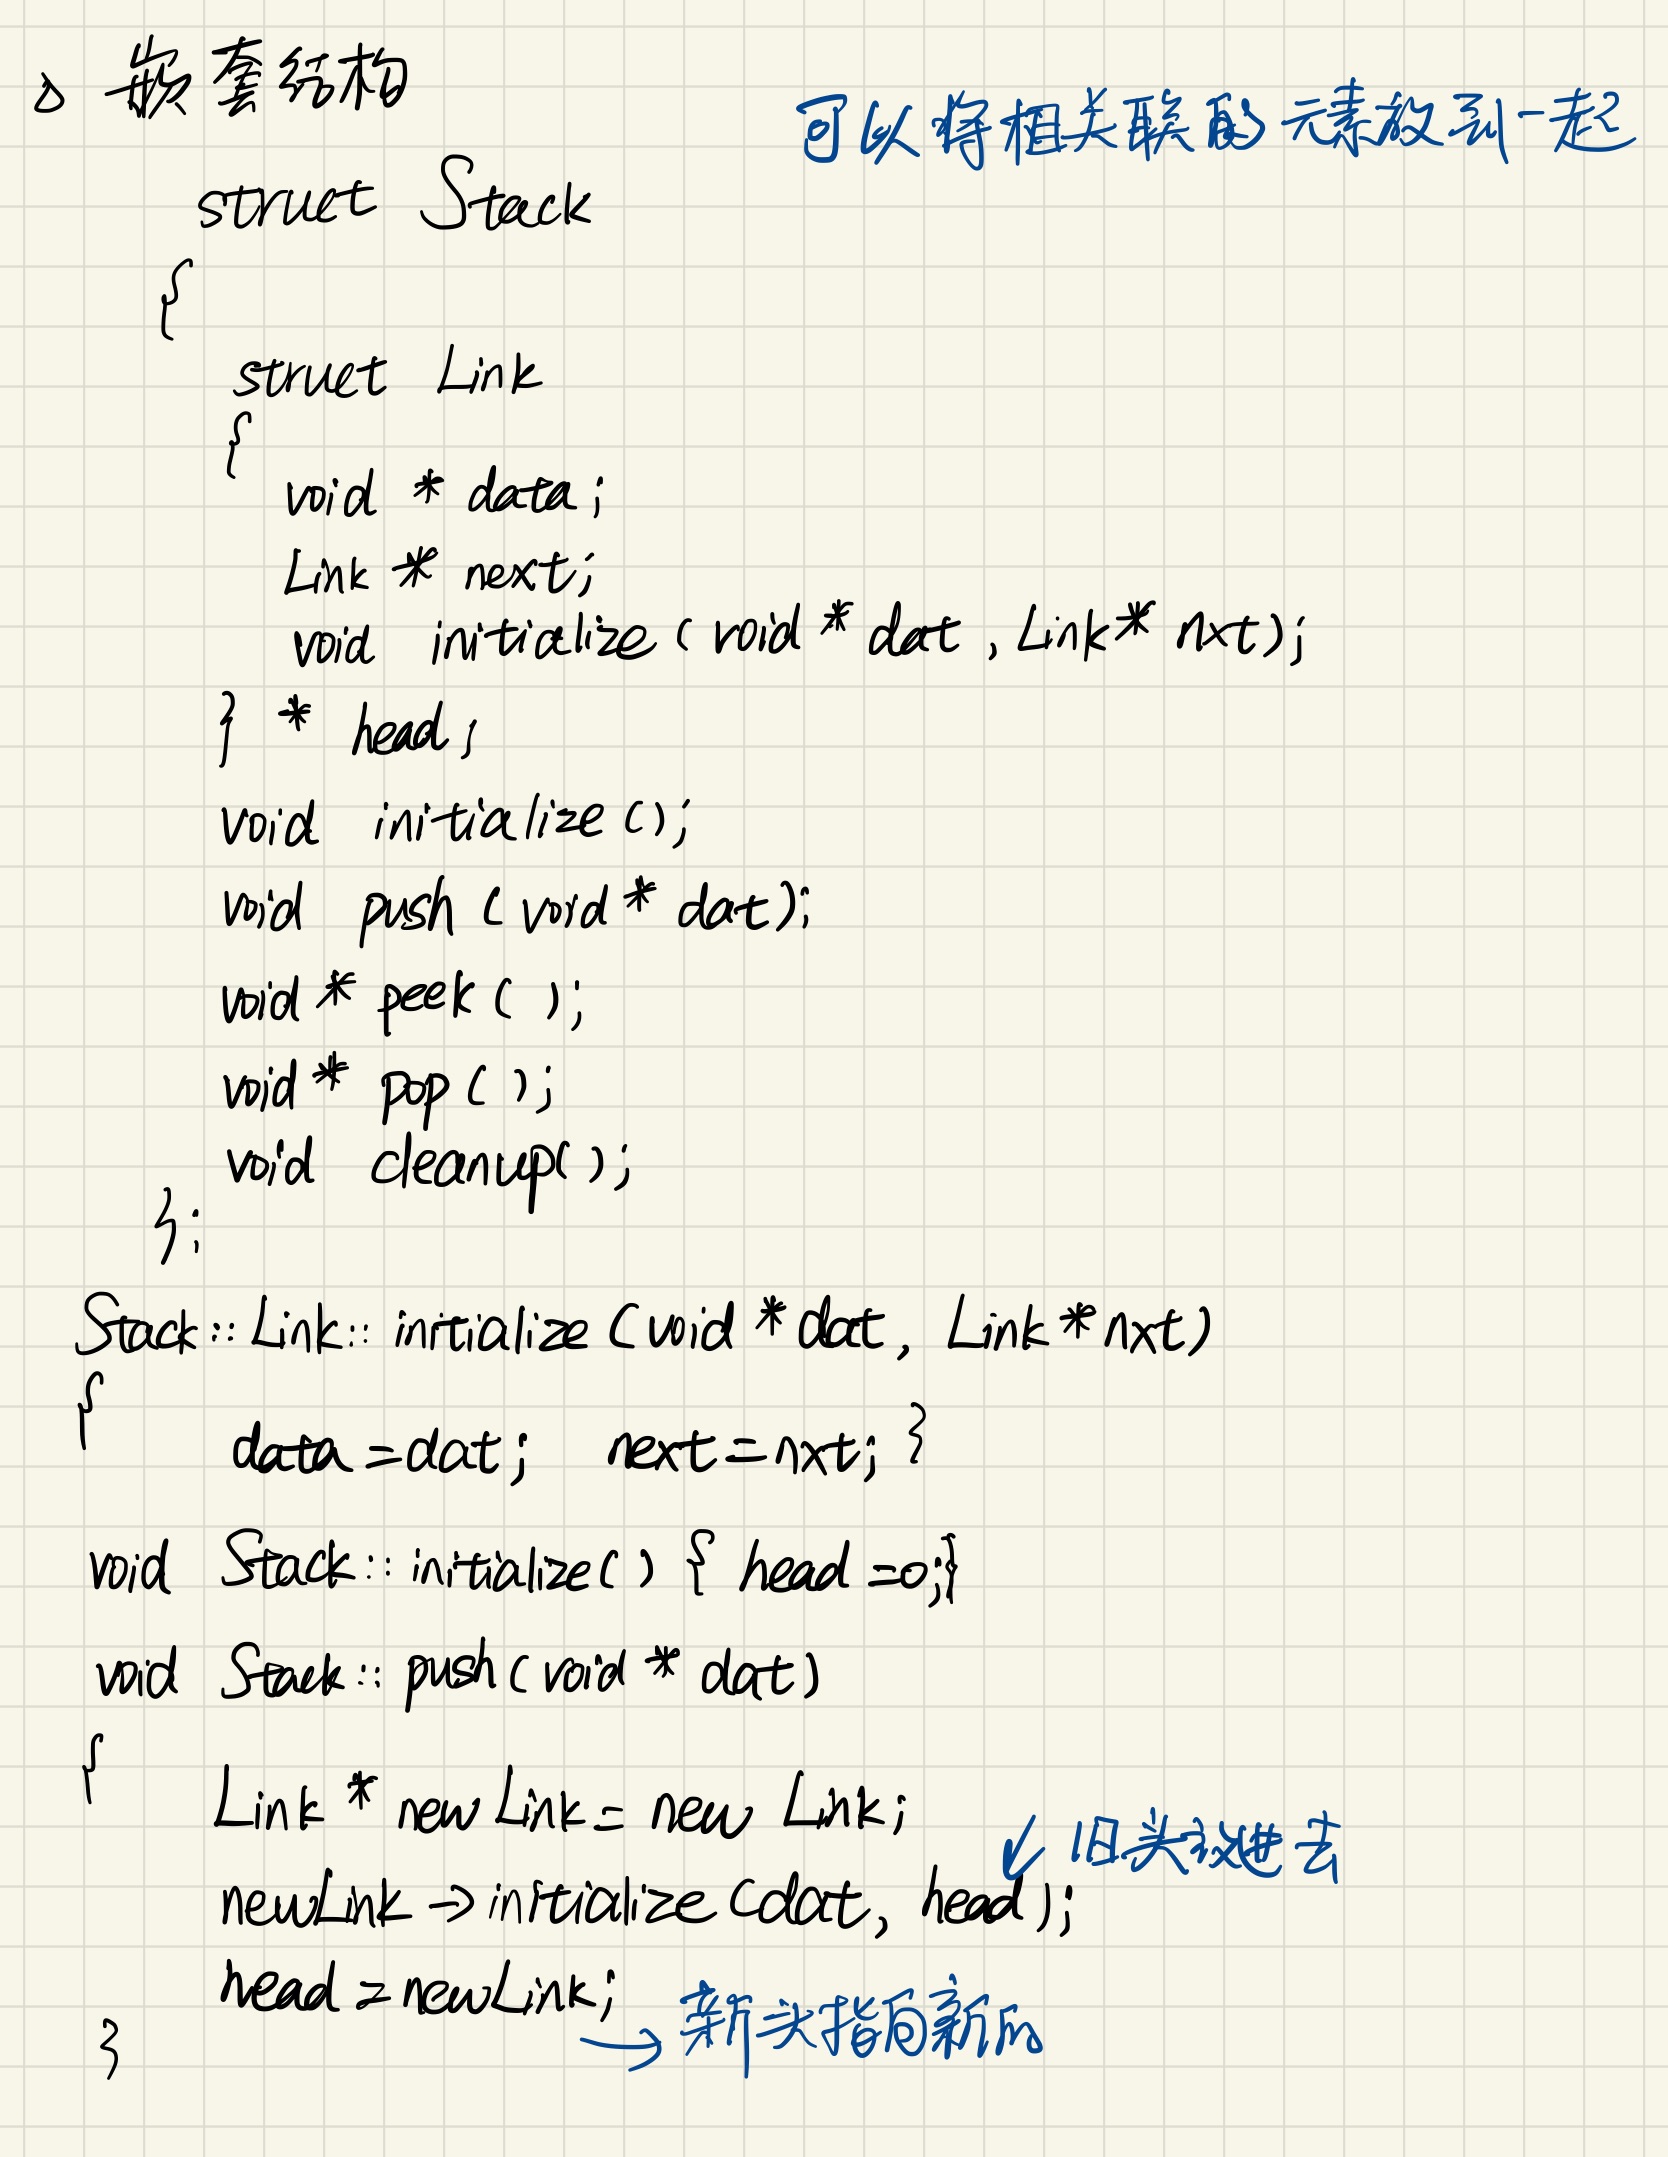 嵌套结构
可以将相关联的元素放到一起
struct Stack
{
struct Link
{
void * data;
Link * next;
void initialize (void * dat, Link* nxt);
} * head;
void initialize ();
void push (void * dat);
void * peek ( );
void * pop ( );
void cleanup( );
};
Stack :: Link :: initialize (void * dat, Link * nxt)
{
data = dat; next = nxt; }
void Stack :: initialize( ) { head = 0;}
void Stack :: push (void * dat)
{
Link * newLink = new Link;
旧头放进去
newLink -> initialize (dat, head);
head = newLink;
→ 新头指向新的
}